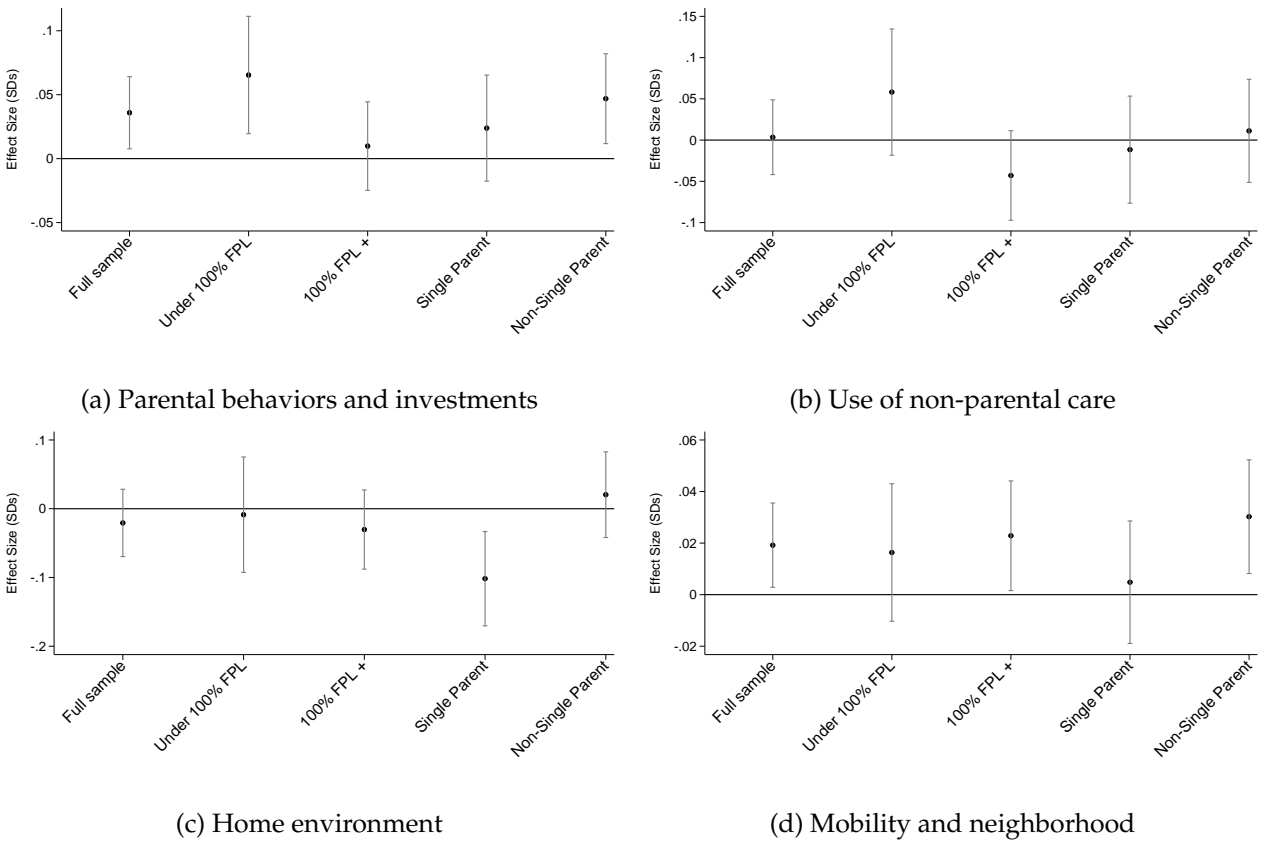 Effect Size (SDs)
.1
.05
0
-.05
Full sample
Under 100% FPL
100% FPL +
Single Parent
Non-Single Parent
(a) Parental behaviors and investments
Effect Size (SDs)
.15
.1
.05
0
-.05
-.1
Full sample
Under 100% FPL
100% FPL +
Single Parent
Non-Single Parent
(b) Use of non-parental care
Effect Size (SDs)
.1
0
-.1
-.2
Full sample
Under 100% FPL
100% FPL +
Single Parent
Non-Single Parent
(c) Home environment
Effect Size (SDs)
.06
.04
.02
0
-.02
Full sample
Under 100% FPL
100% FPL +
Single Parent
Non-Single Parent
(d) Mobility and neighborhood